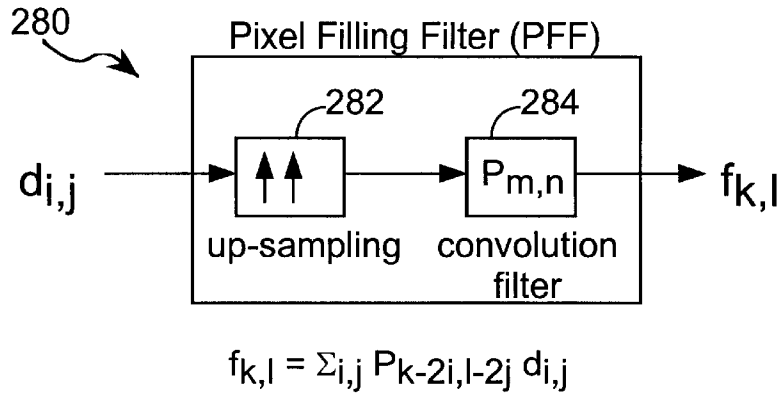 280
Pixel Filling Filter (PFF)
282
284
d_{i,j}
P_{m,n}
f_{k,l}
up-sampling
convolution
filter
f_{k,l} = Σ_{i,j} P_{k-2i,l-2j} d_{i,j}